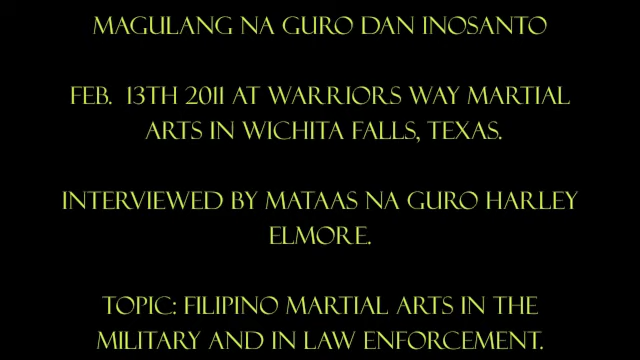 MAGULANG NA GURO DAN INOSANTO
FEB. 13TH 2011 AT WARRIORS WAY MARTIAL
ARTS IN WICHITA FALLS, TEXAS.
INTERVIEWED BY MATAAS NA GURO HARLEY
ELMORE.
TOPIC: FILIPINO MARTIAL ARTS IN THE
MILITARY AND IN LAW ENFORCEMENT.